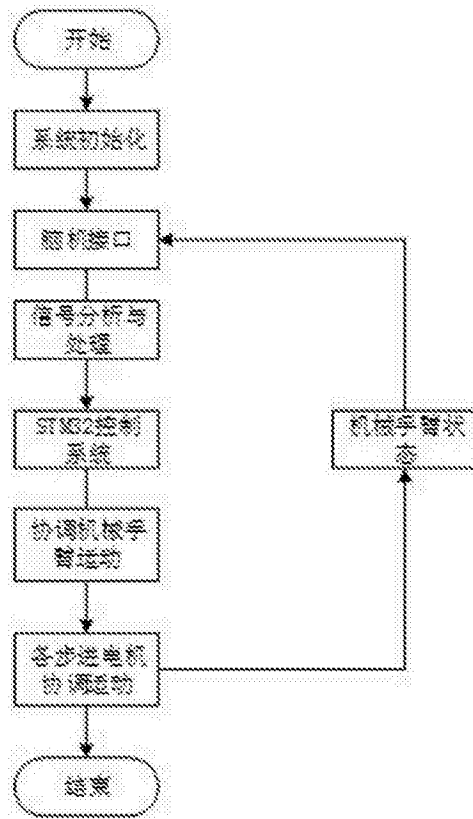 开始
系统初始化
脑机接口
信号分析与
处理
STM32控制
系统
协调机械手
臂运动
各步进电机
协调运动
结束
机械手臂状
态